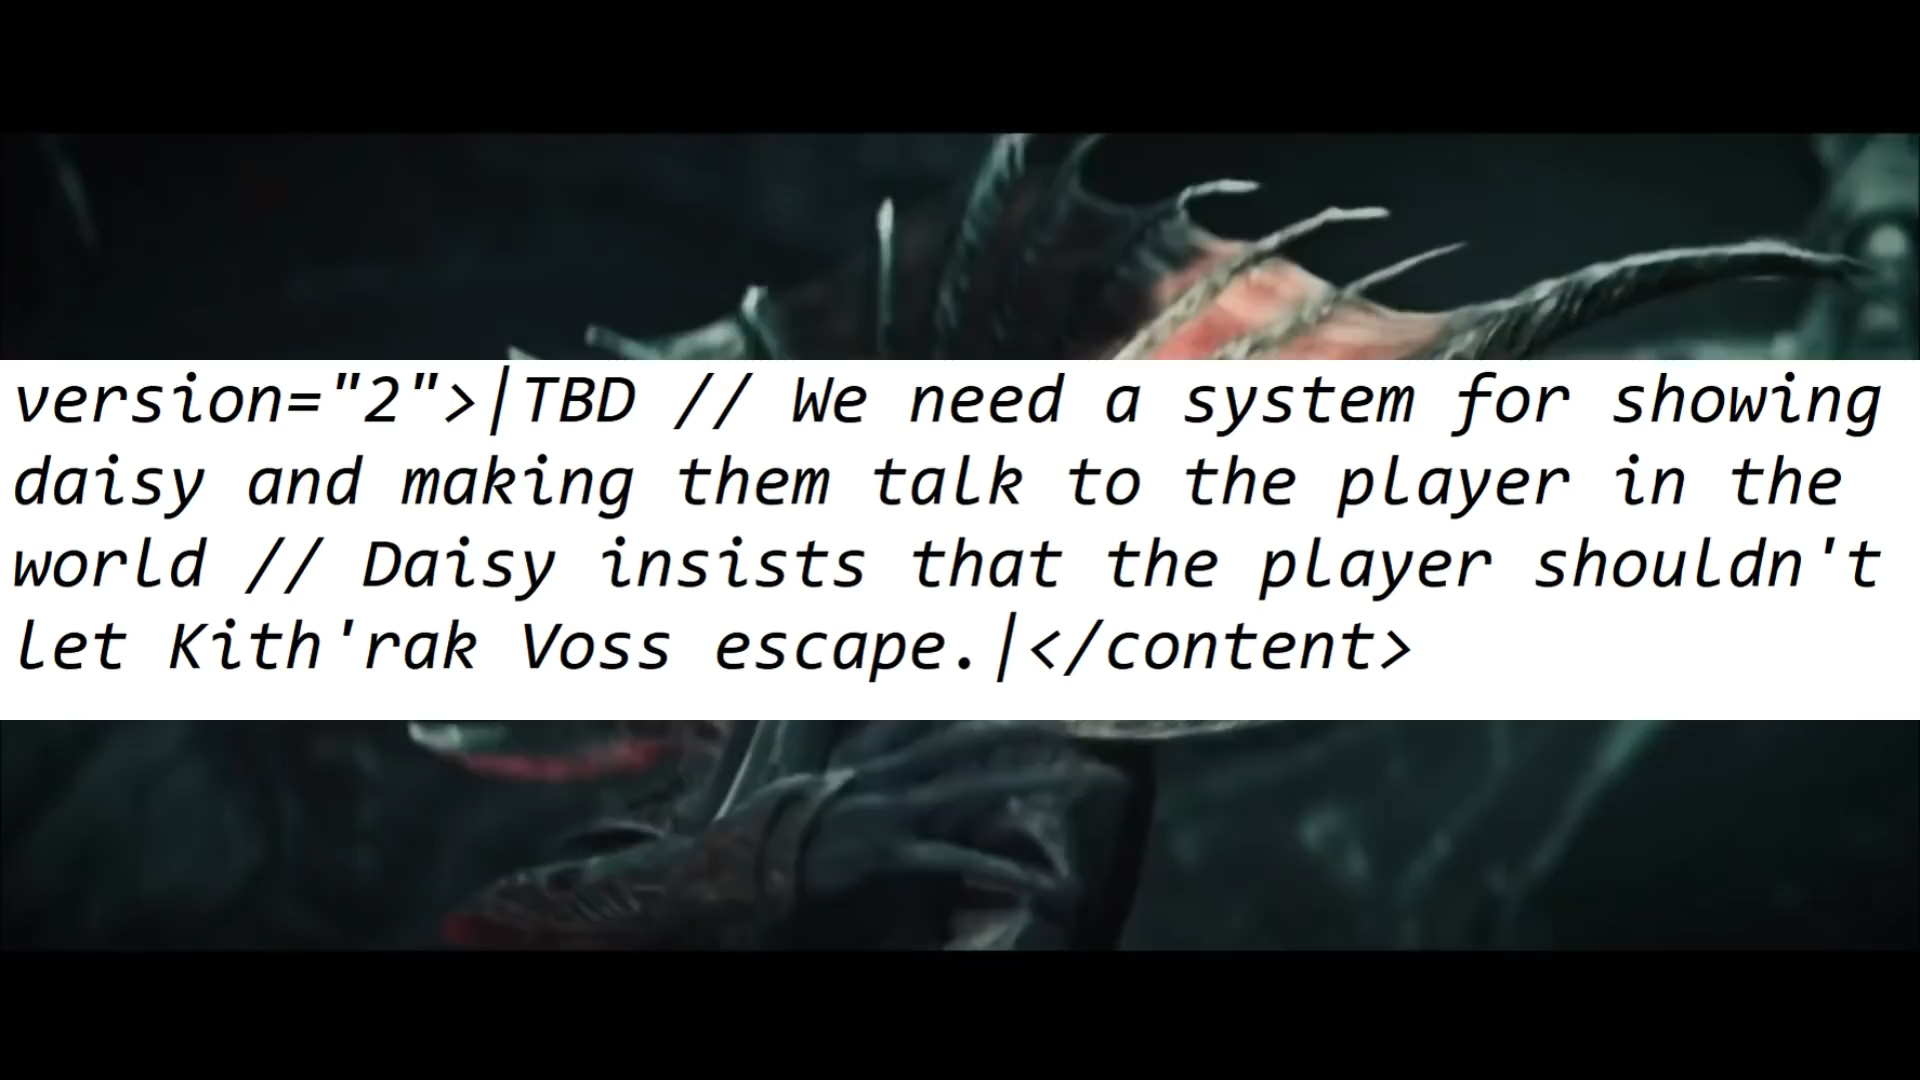 version="2">|TBD // We need a system for showing
daisy and making them talk to the player in the
world // Daisy insists that the player shouldn't
let Kith'rak Voss escape.|</content>